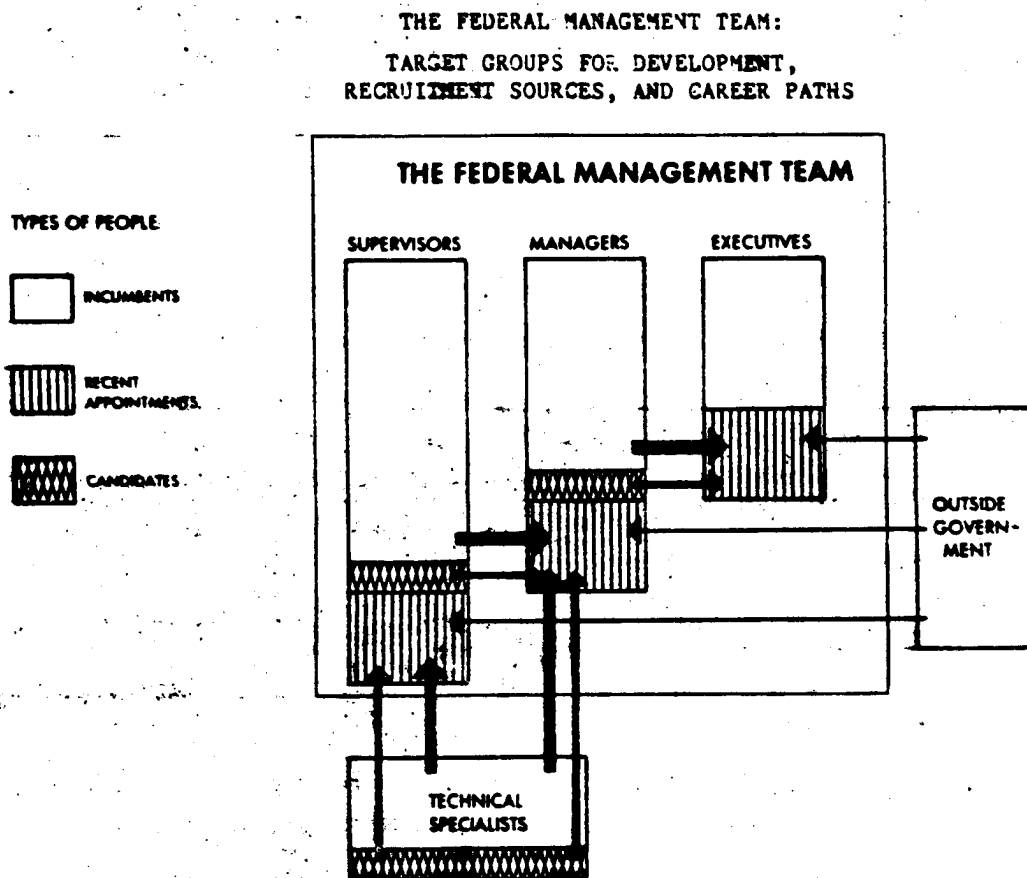 THE FEDERAL MANAGEMENT TEAM:
TARGET GROUPS FOR DEVELOPMENT,
RECRUITMENT SOURCES, AND CAREER PATHS
THE FEDERAL MANAGEMENT TEAM
TYPES OF PEOPLE
SUPERVISORS
MANAGERS
EXECUTIVES
INCUMBENTS
RECENT
APPOINTMENTS
CANDIDATES
OUTSIDE
GOVERN-
MENT
TECHNICAL
SPECIALISTS